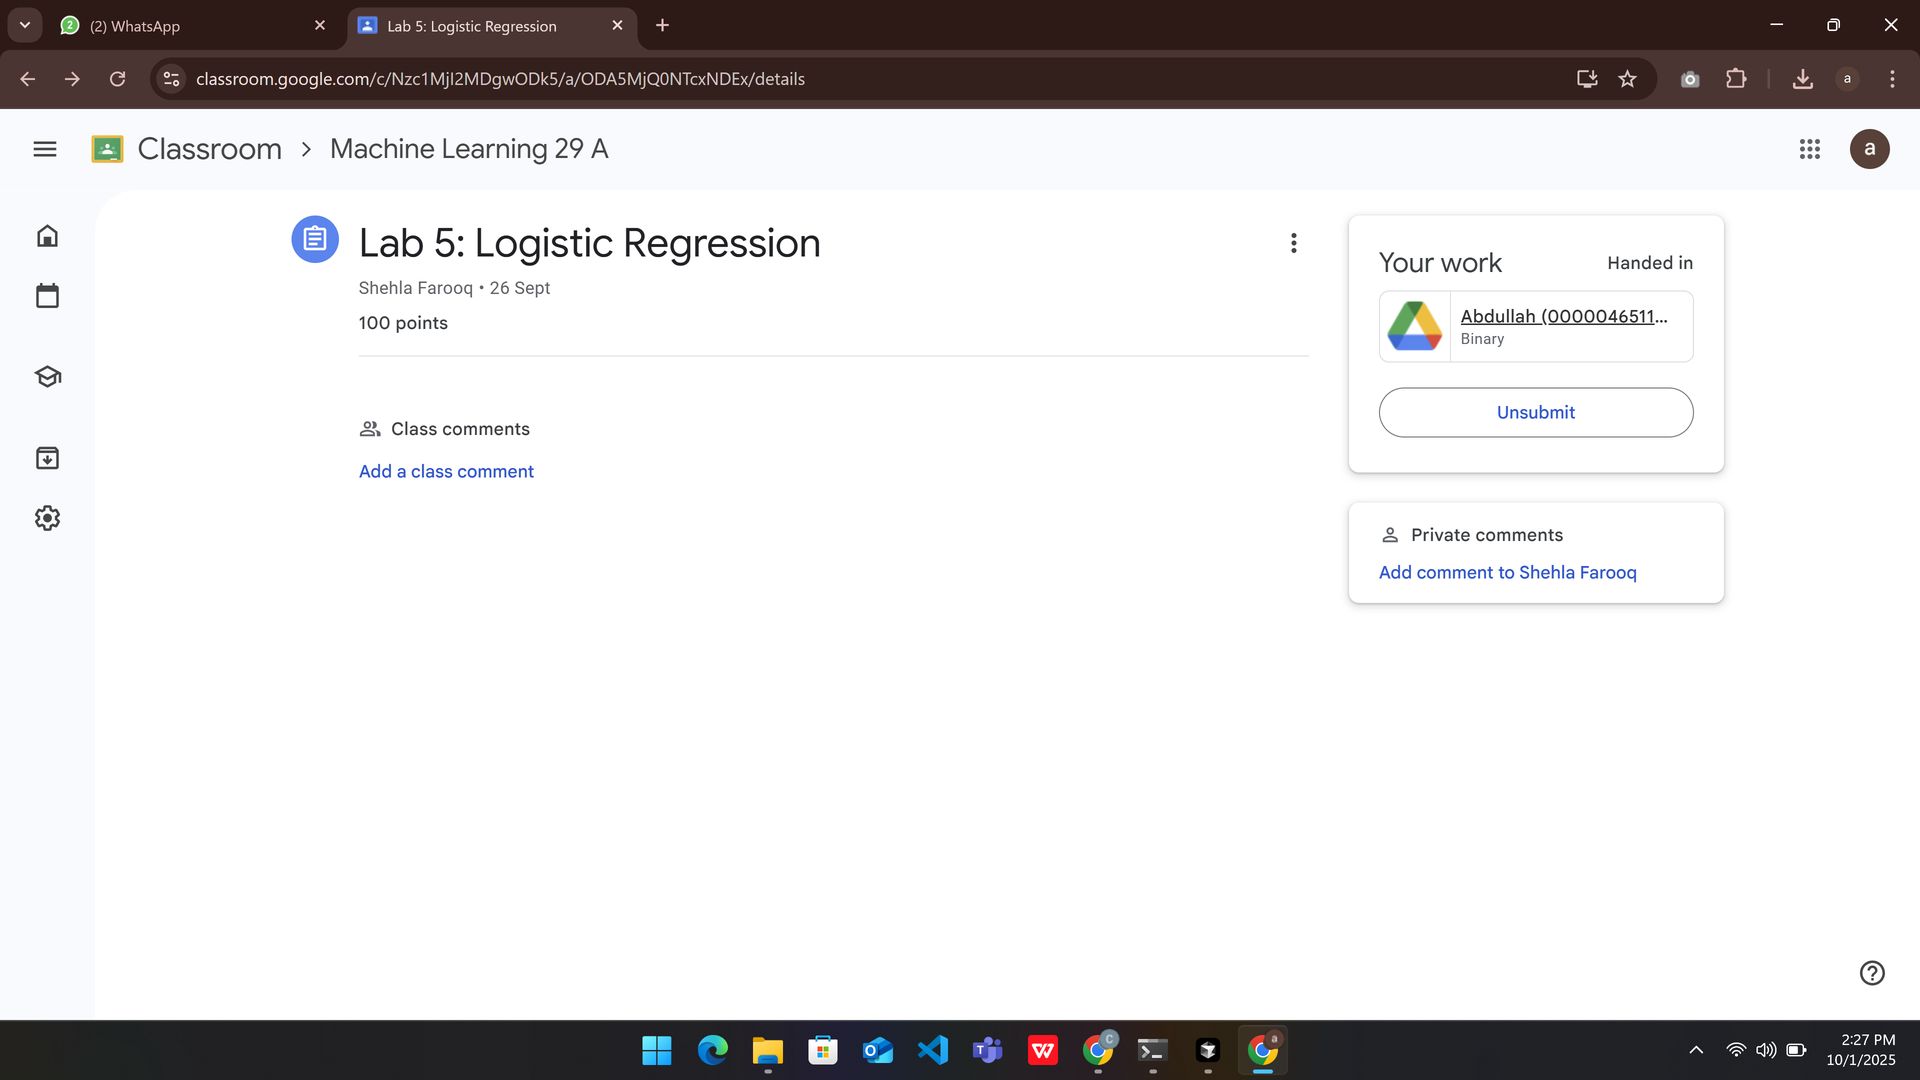 (2) WhatsApp
Lab 5: Logistic Regression
classroom.google.com/c/Nzc1MjI2MDgwODk5/a/ODA5MjQ0NTcxNDEx/details
a
Classroom
Machine Learning 29 A
a
Lab 5: Logistic Regression
Shehla Farooq • 26 Sept
100 points
Class comments
Add a class comment
Your work
Handed in
Abdullah (0000046511...
Binary
Unsubmit
Private comments
Add comment to Shehla Farooq
2:27 PM
10/1/2025